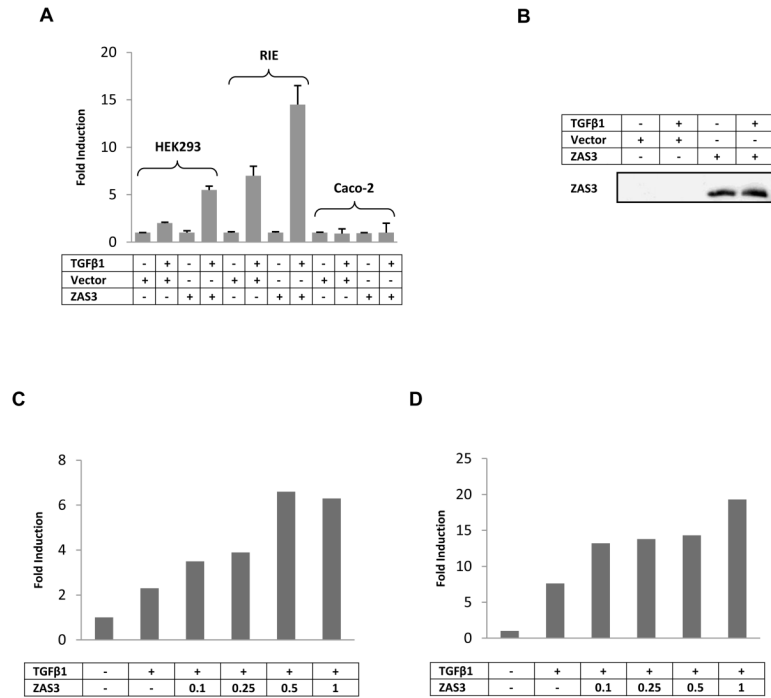 A
Fold Induction
20
15
10
5
0
HEK293
RIE
Caco-2
TGFβ1 - + - + - + - + - + - +
Vector + + - - + + - - + + - -
ZAS3 - - + + - - + + - - + +
B
TGFβ1 - + - +
Vector + + - -
ZAS3 - - + +
ZAS3
C
Fold Induction
8
6
4
2
0
TGFβ1 - + + + + +
ZAS3 - - 0.1 0.25 0.5 1
D
Fold Induction
25
20
15
10
5
0
TGFβ1 - + + + + +
ZAS3 - - 0.1 0.25 0.5 1